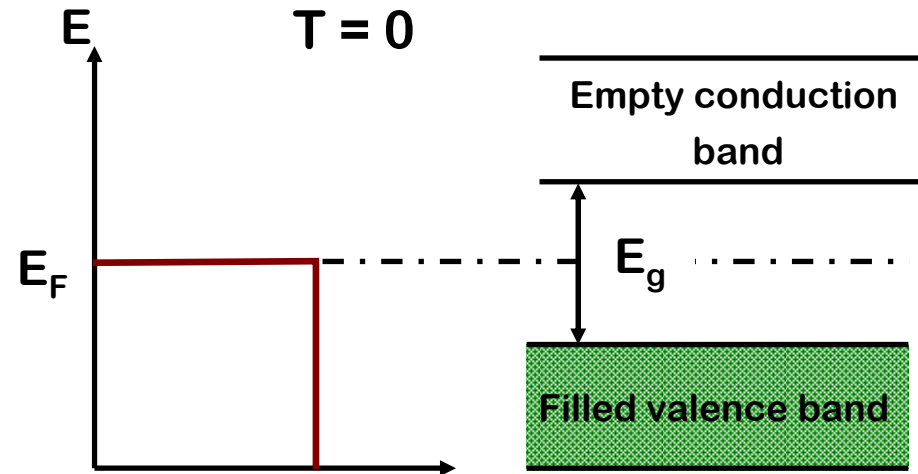 E
T = 0
Empty conduction
band
E_F
E_g
Filled valence band